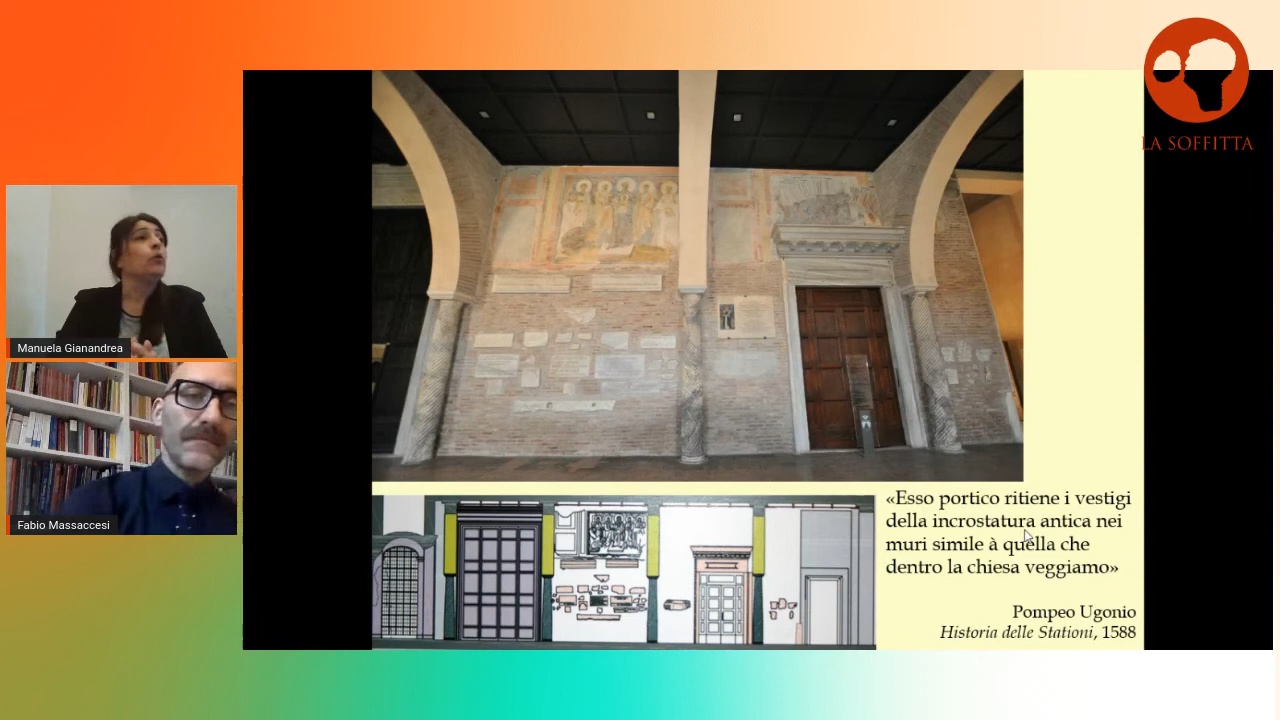 LA SOFFITTA
Manuela Gianandrea
Fabio Massaccesi
«Esso portico ritiene i vestigi
della incrostatura antica nei
muri simile à quella che
dentro la chiesa veggiamo»
Pompeo Ugonio
Historia delle Stationi, 1588